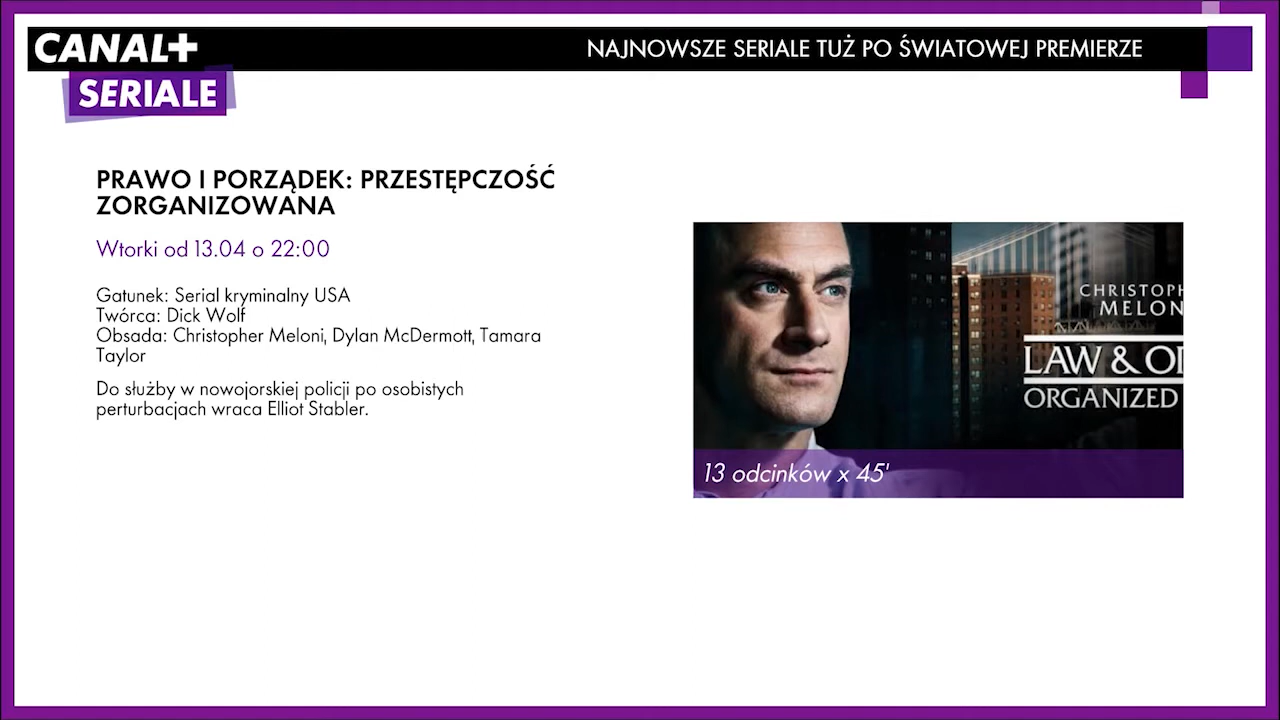 CANAL+
SERIALE
NAJNOWSZE SERIALE TUŻ PO ŚWIATOWEJ PREMIERZE
PRAWO I PORZĄDEK: PRZESTĘPCZOŚĆ
ZORGANIZOWANA
Wtorki od 13.04 o 22:00
Gatunek: Serial kryminalny USA
Twórca: Dick Wolf
Obsada: Christopher Meloni, Dylan McDermott, Tamara
Taylor
Do służby w nowojorskiej policji po osobistych
perturbacjach wraca Elliot Stabler.
CHRISTOPH
MELON
LAW & O
ORGANIZED
13 odcinków x 45'